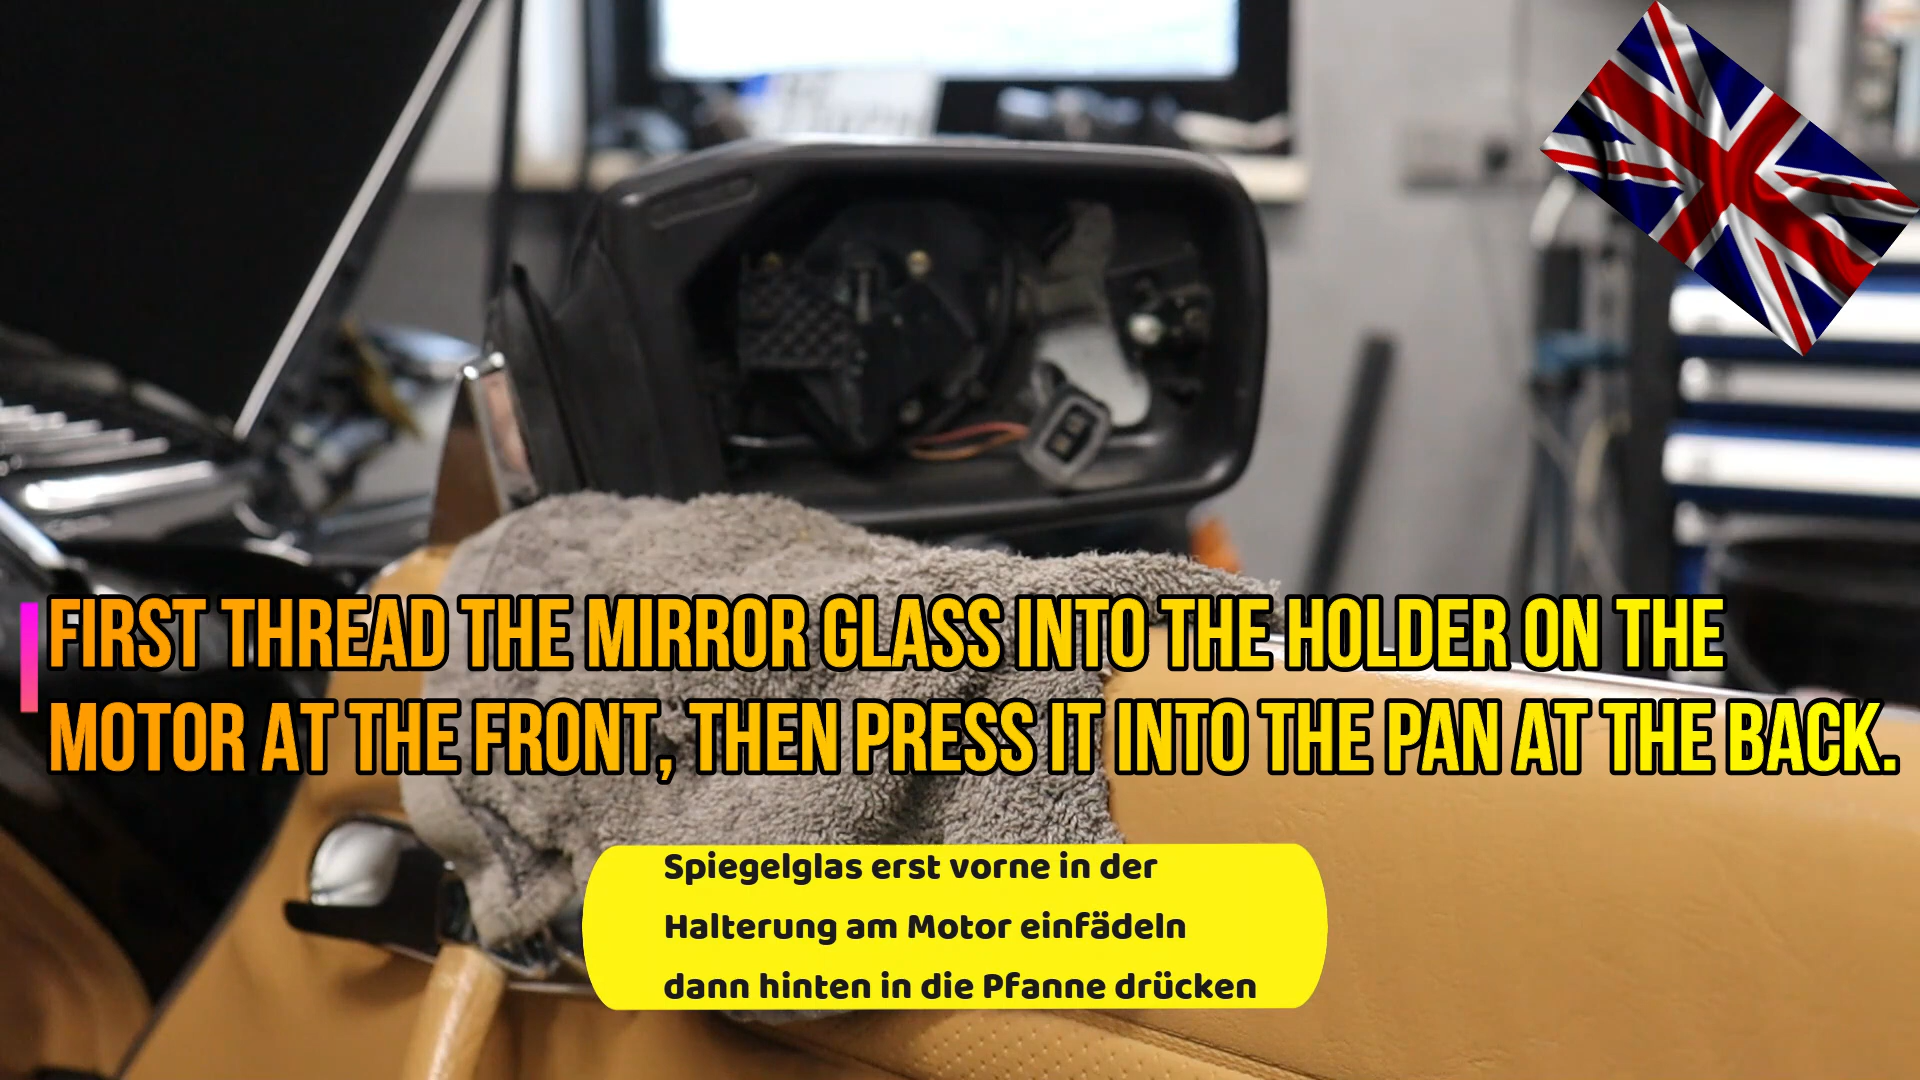 FIRST THREAD THE MIRROR GLASS INTO THE HOLDER ON THE
MOTOR AT THE FRONT, THEN PRESS IT INTO THE PAN AT THE BACK.
Spiegelglas erst vorne in der
Halterung am Motor einfädeln
dann hinten in die Pfanne drücken